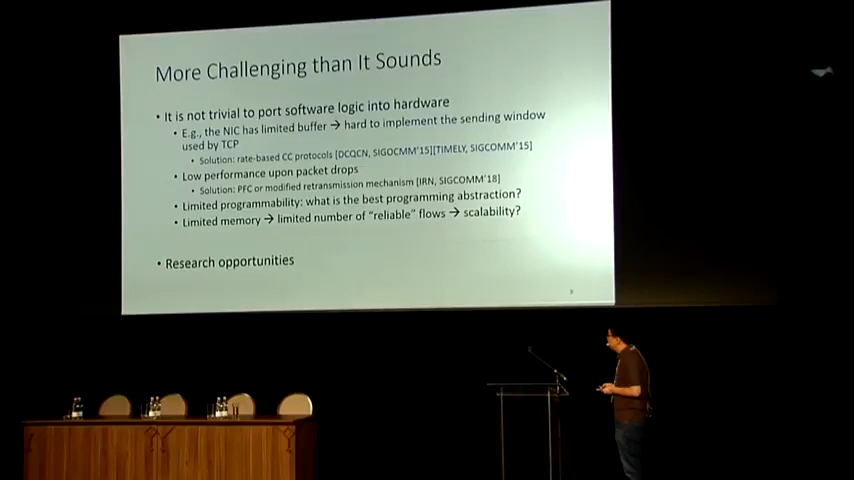 More Challenging than It Sounds
• It is not trivial to port software logic into hardware
• E.g., the NIC has limited buffer → hard to implement the sending window
used by TCP
• Solution: rate-based CC protocols [DCQCN, SIGOCMM'15][TIMELY, SIGCOMM'15]
• Low performance upon packet drops
• Solution: PFC or modified retransmission mechanism [IRN, SIGCOMM'18]
• Limited programmability: what is the best programming abstraction?
• Limited memory → limited number of "reliable" flows → scalability?
• Research opportunities